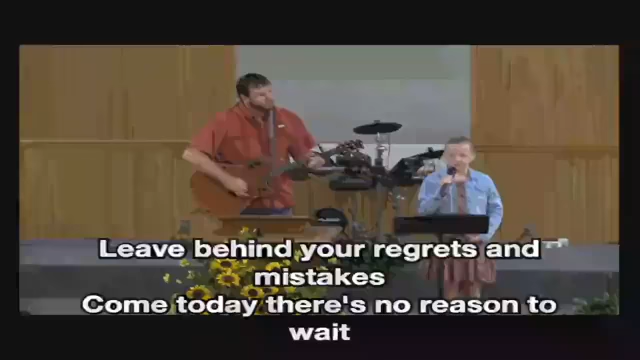 Leave behind your regrets and
mistakes
Come today there's no reason to
wait